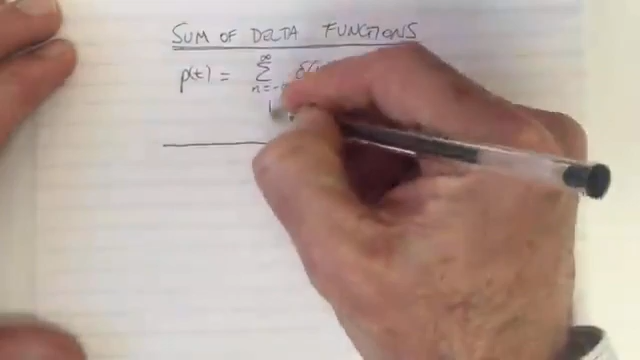 SUM OF DELTA FUNCTIONS
p(t) = ∞ Σ n=-
δ(